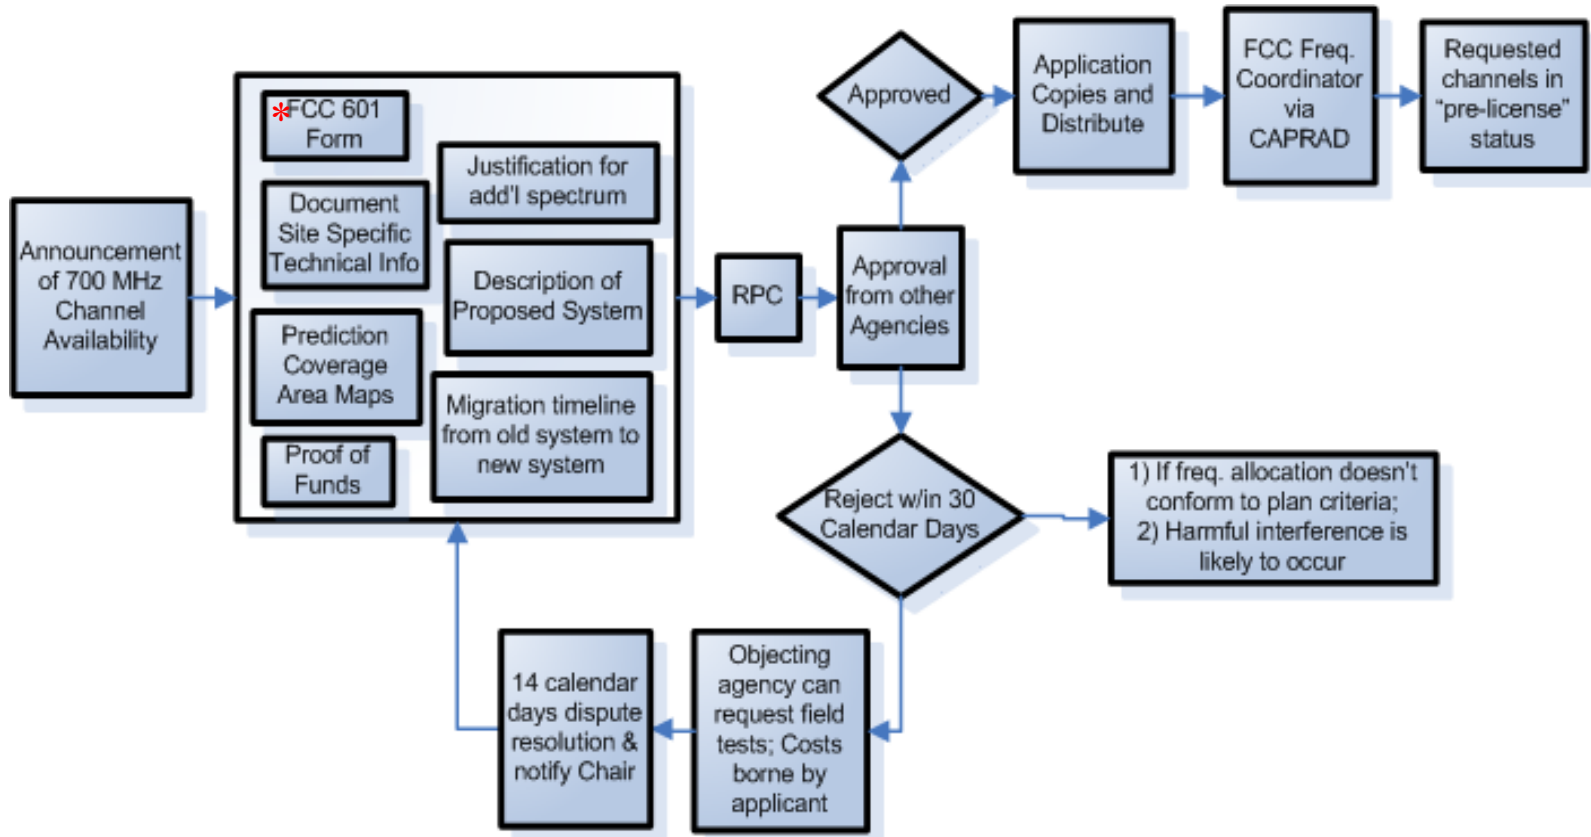 Announcement
of 700 MHz
Channel
Availability
*FCC 601
Form
Document
Site Specific
Technical Info
Prediction
Coverage
Area Maps
Proof of
Funds
Justification for
add'l spectrum
Description of
Proposed System
Migration timeline
from old system to
new system
RPC
Approval
from other
Agencies
Approved
Application
Copies and
Distribute
FCC Freq.
Coordinator
via
CAPRAD
Requested
channels in
“pre-license”
status
Reject w/in 30
Calendar Days
1) If freq. allocation doesn't
conform to plan criteria;
2) Harmful interference is
likely to occur
Objecting
agency can
request field
tests; Costs
borne by
applicant
14 calendar
days dispute
resolution &
notify Chair